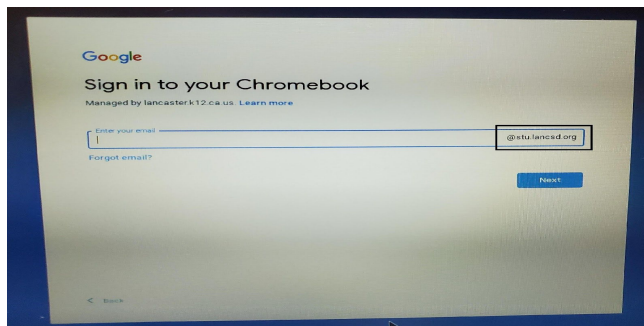 Google
Sign in to your Chromebook
Managed by lancaster.k12.ca.us Learn more
Enter your email
@stu.lancsd.org
Forgot email?
Next
< Back